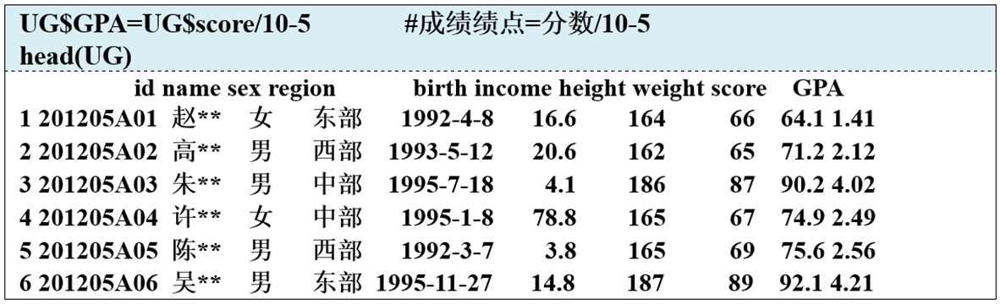 UG$GPA=UG$score/10-5 #成绩绩点=分数/10-5
head(UG)
id name sex region birth income height weight score GPA
1 201205A01 赵** 女 东部 1992-4-8 16.6 164 66 64.1 1.41
2 201205A02 高** 男 西部 1993-5-12 20.6 162 65 71.2 2.12
3 201205A03 朱** 男 中部 1995-7-18 4.1 186 87 90.2 4.02
4 201205A04 许** 女 中部 1995-1-8 78.8 165 67 74.9 2.49
5 201205A05 陈** 男 西部 1992-3-7 3.8 165 69 75.6 2.56
6 201205A06 吴** 男 东部 1995-11-27 14.8 187 89 92.1 4.21